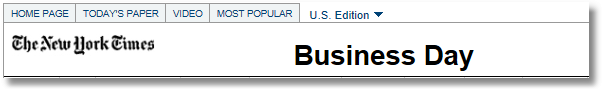 HOME PAGE TODAY'S PAPER VIDEO MOST POPULAR U.S. Edition
The New York Times
Business Day